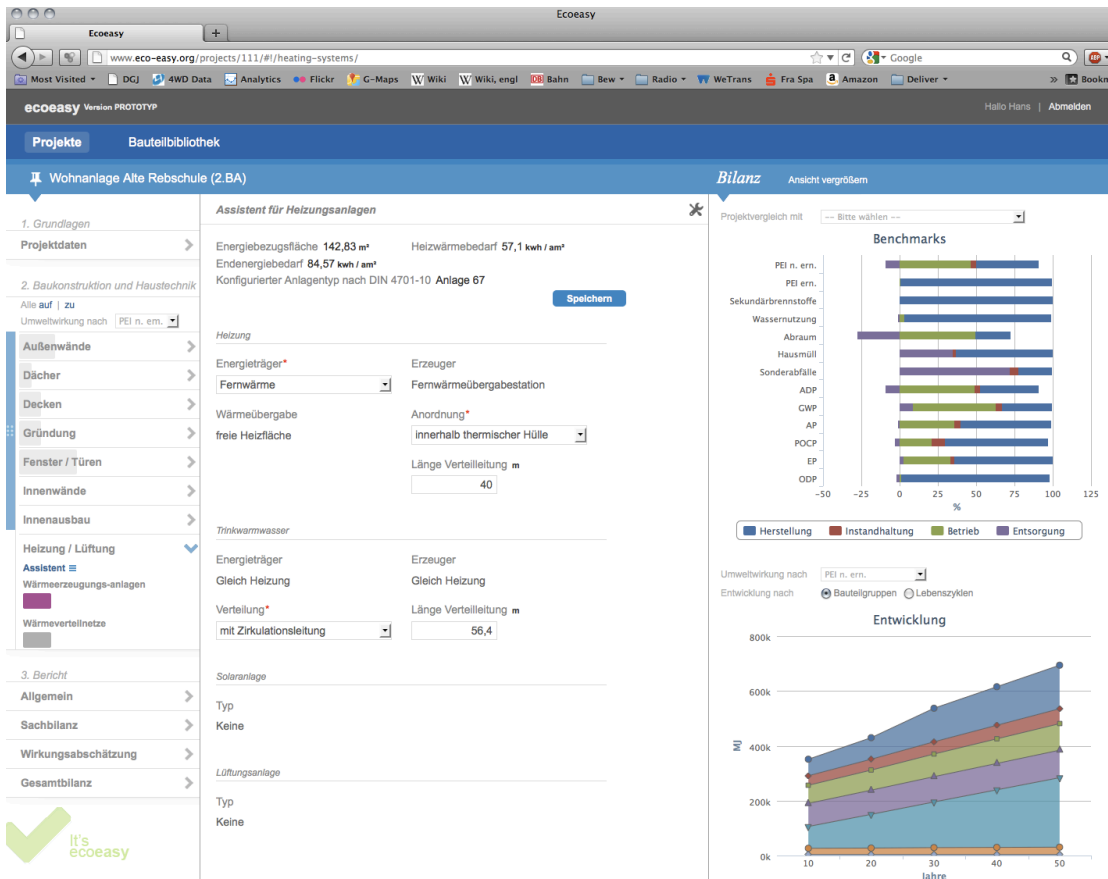 Ecoeasy
Ecoeasy
www.eco-easy.org/projects/111/#!/heating-systems/
Google
Most Visited DGJ 4WD Data Analytics Flickr G-Maps Wiki Wiki, engl Bahn Bew Radio WeTrans Fra Spa Amazon Deliver » Bookn
ecoeasy Version PROTOTYP
Hallo Hans | Abmelden
Projekte Bauteilbibliothek
Wohnanlage Alte Rebschule (2.BA)
Bilanz Ansicht vergrößern
1. Grundlagen
Projektdaten
2. Baukonstruktion und Haustechnik
Alle auf | zu
Umweltwirkung nach PEI n. ern.
Außenwände
Dächer
Decken
Gründung
Fenster / Türen
Innenwände
Innenausbau
Heizung / Lüftung
Assistent
Wärmeerzeugungs-anlagen
Wärmeverteilnetze
3. Bericht
Allgemein
Sachbilanz
Wirkungsabschätzung
Gesamtbilanz
It's
ecoeasy
Assistent für Heizungsanlagen
Energiebezugsfläche 142,83 m² Heizwärmebedarf 57,1 kwh / am²
Endenergiebedarf 84,57 kwh / am²
Konfigurierter Anlagentyp nach DIN 4701-10 Anlage 67
Speichern
Heizung
Energieträger* Erzeuger
Fernwärme Fernwärmeübergabestation
Wärmeübergabe Anordnung*
freie Heizfläche innerhalb thermischer Hülle
Länge Verteilleitung m
40
Trinkwarmwasser
Energieträger Erzeuger
Gleich Heizung Gleich Heizung
Verteilung* Länge Verteilleitung m
mit Zirkulationsleitung 56,4
Solaranlage
Typ
Keine
Lüftungsanlage
Typ
Keine
Projektvergleich mit -- Bitte wählen --
Benchmarks
PEI n. ern.
PEI ern.
Sekundärbrennstoffe
Wassernutzung
Abraum
Hausmüll
Sonderabfälle
ADP
GWP
AP
POCP
EP
ODP
-50 -25 0 25 50 75 100 125
%
Herstellung Instandhaltung Betrieb Entsorgung
Umweltwirkung nach PEI n. ern.
Entwicklung nach Bauteilgruppen Lebenszyklen
Entwicklung
800k
600k
400k
200k
0k
MJ
10 20 30 40 50
Jahre